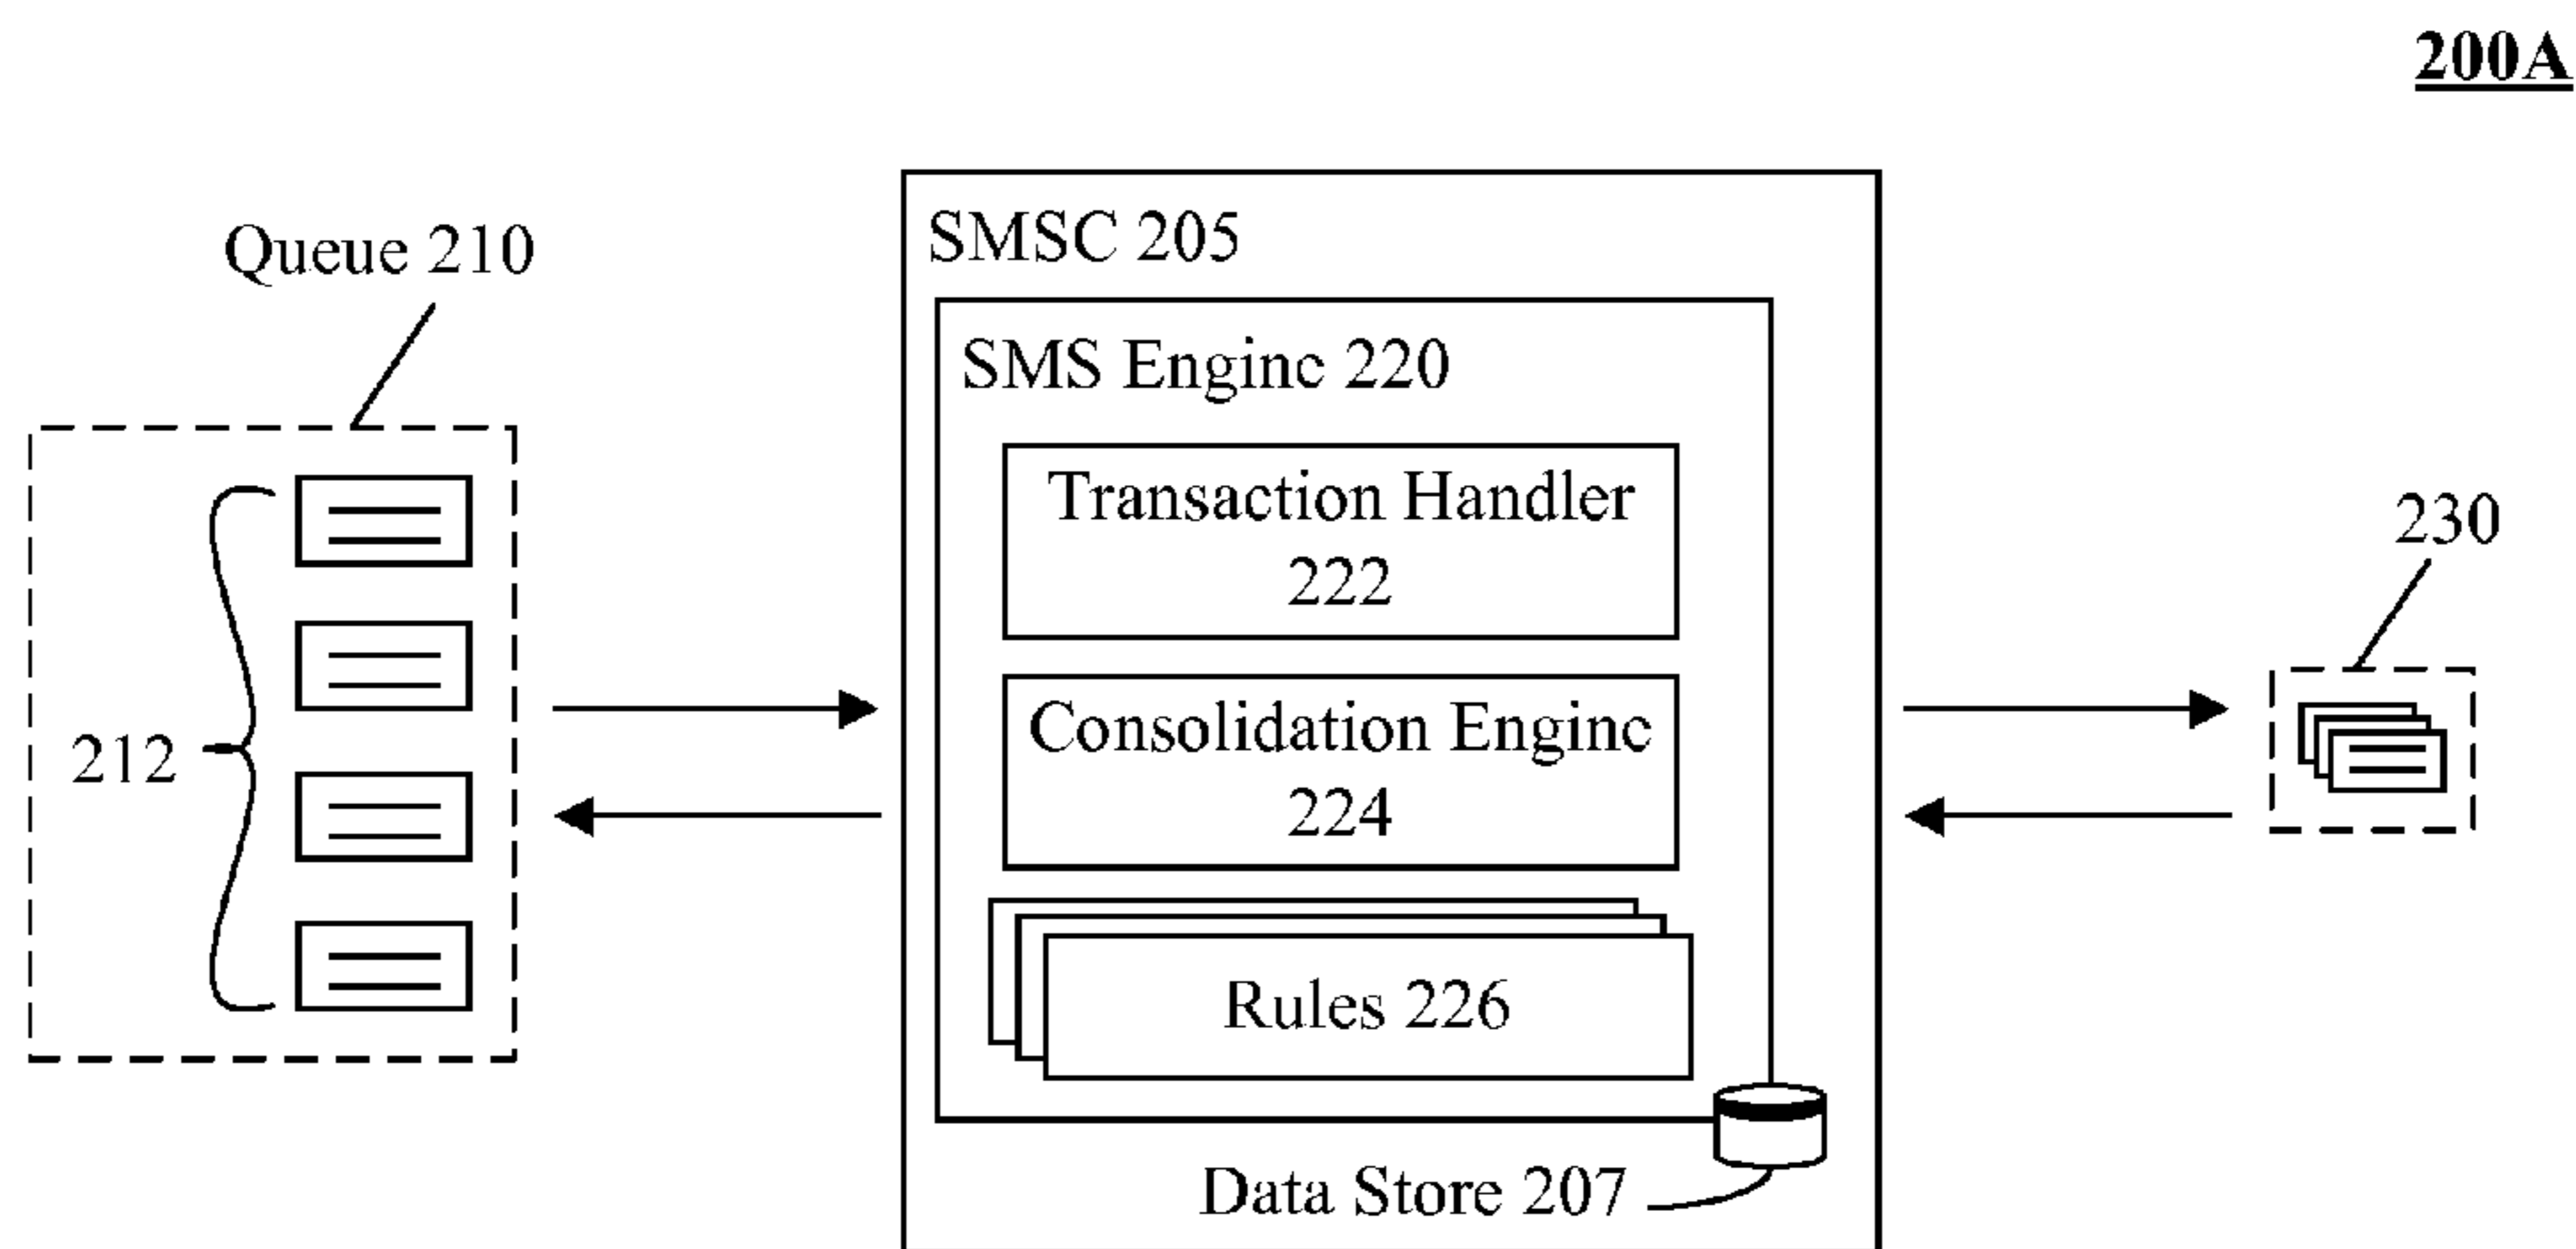 200A
Queue 210
SMSC 205
SMS Engine 220
Transaction Handler
222
230
212
Consolidation Engine
224
Rules 226
Data Store 207